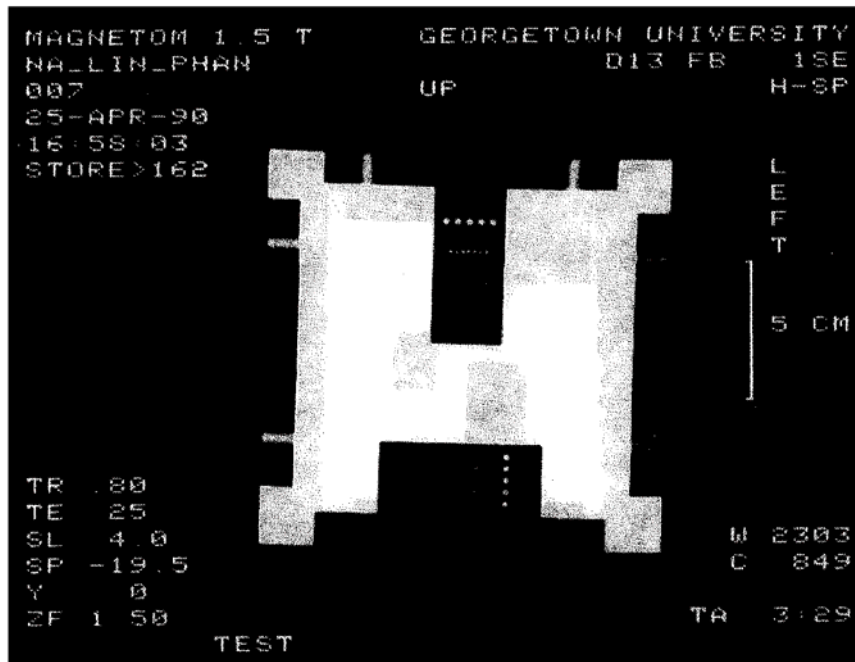 MAGNETOM 1.5 T
NA_LIN_PHAN
007
25-APR-90
16:58:03
STORE>162
UP
GEORGETOWN UNIVERSITY
D13 FB 1SE
H-SP
LEFT
5 CM
TR .80
TE 25
SL 4.0
SP -19.5
Y 0
ZF 1 50
TEST
W 2303
C 849
TA 3:29